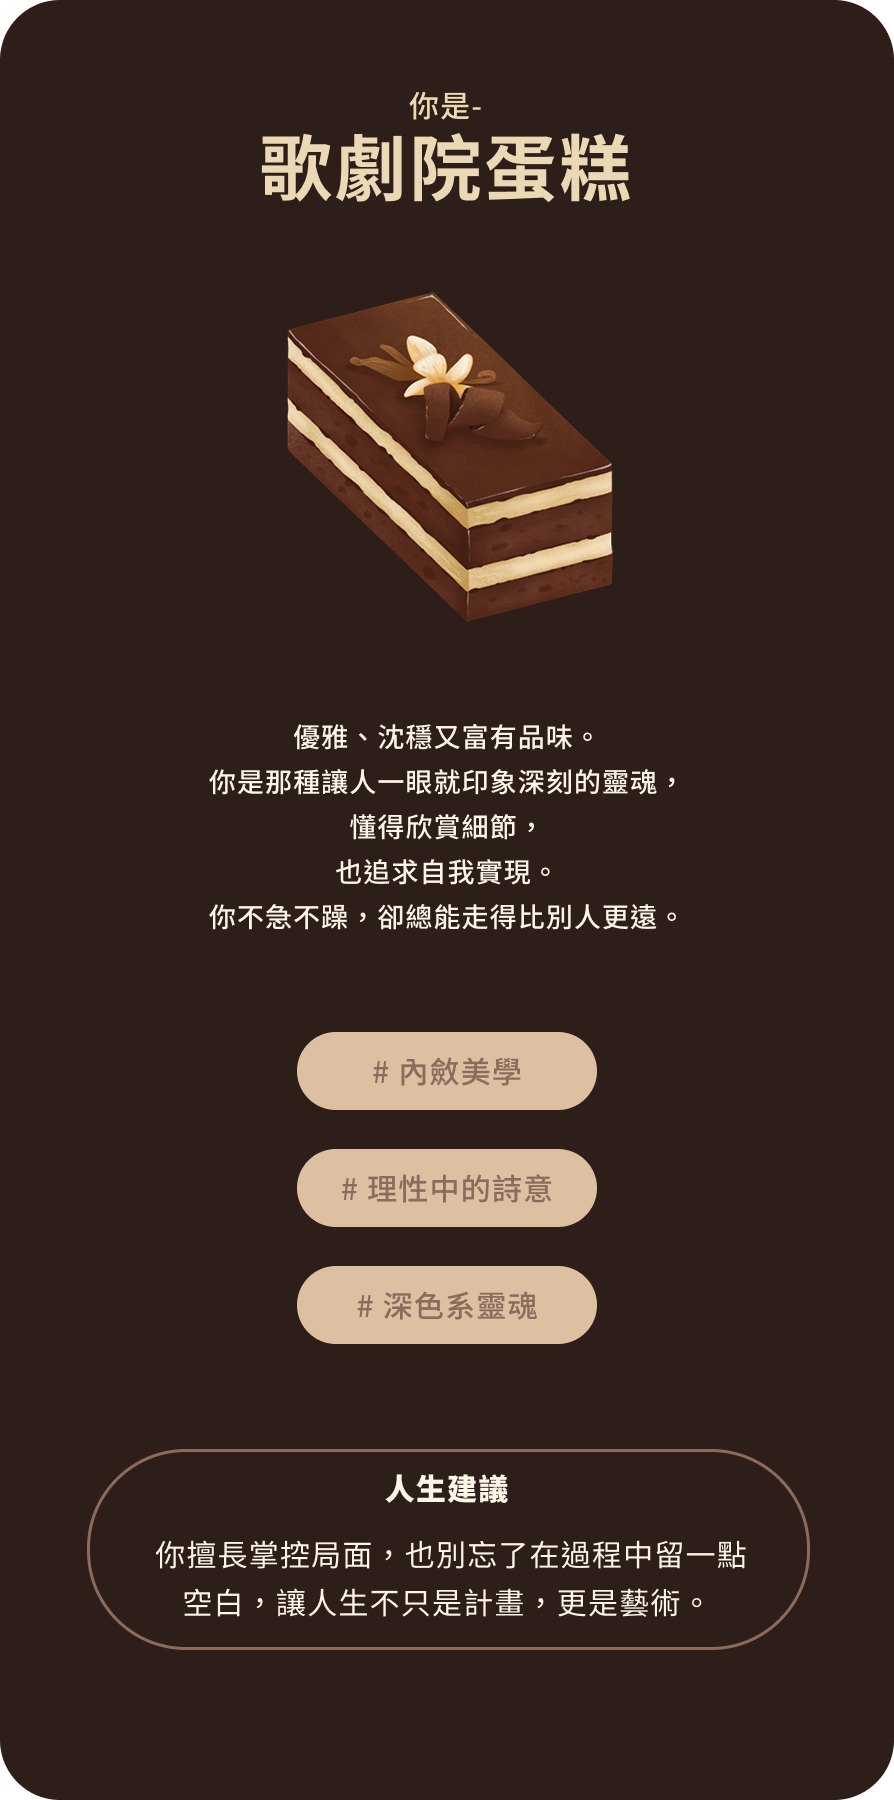 你是-
歌劇院蛋糕
優雅、沈穩又富有品味。
你是那種讓人一眼就印象深刻的靈魂，
懂得欣賞細節，
也追求自我實現。
你不急不躁，卻總能走得比別人更遠。
# 內斂美學
# 理性中的詩意
# 深色系靈魂
人生建議
你擅長掌控局面，也別忘了在過程中留一點
空白，讓人生不只是計畫，更是藝術。